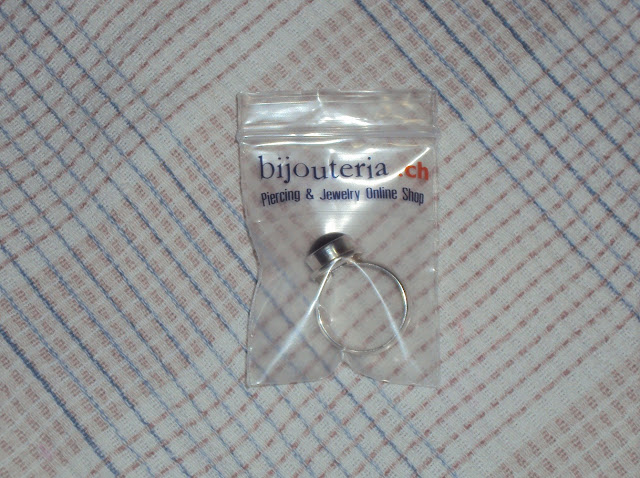 bijouteria.ch
Piercing & Jewelry Online Shop